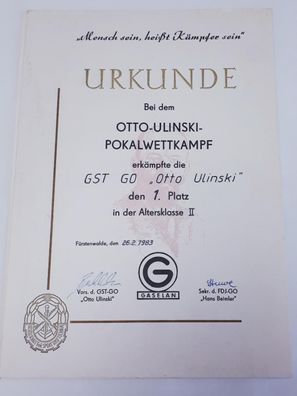 „Mensch sein, heißt Kämpfer sein"
URKUNDE
Bei dem
OTTO-ULINSKI-
POKALWETTKAMPF
erkämpfte die
GST GO „Otto Ulinski"
den 1. Platz
in der Altersklasse II
Fürstenwalde, den 26.2.1983
G
GASELAN
Vors. d. GST-GO
„Otto Ulinski"
Sekr. d. FDJ-GO
„Hans Beimler"